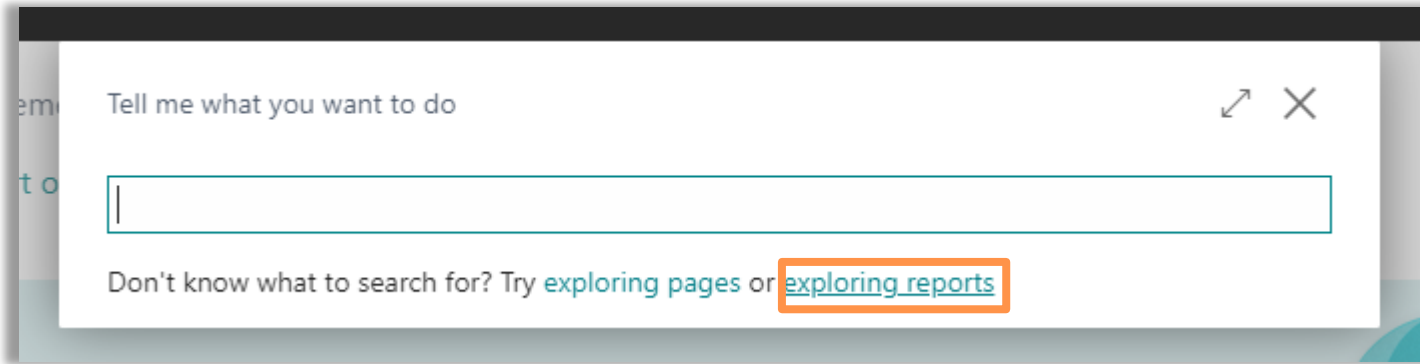 Tell me what you want to do
t o
Don't know what to search for? Try exploring pages or exploring reports